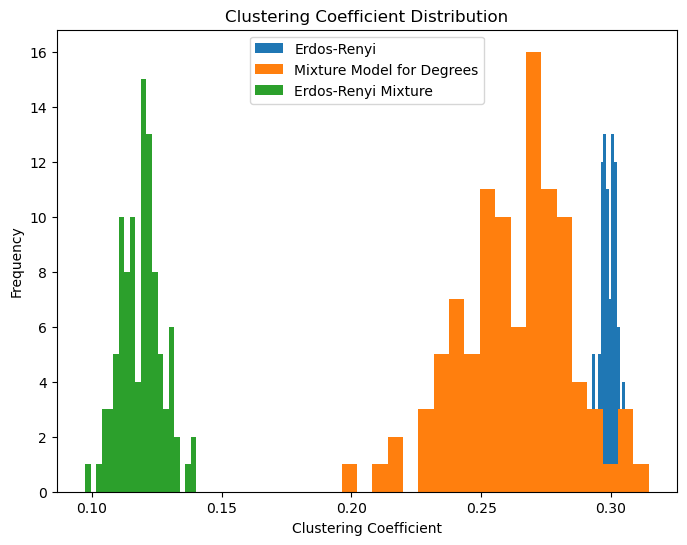 Clustering Coefficient Distribution
Erdos-Renyi
Mixture Model for Degrees
Erdos-Renyi Mixture
16
14
12
10
8
6
4
2
0
Frequency
0.10 0.15 0.20 0.25 0.30
Clustering Coefficient